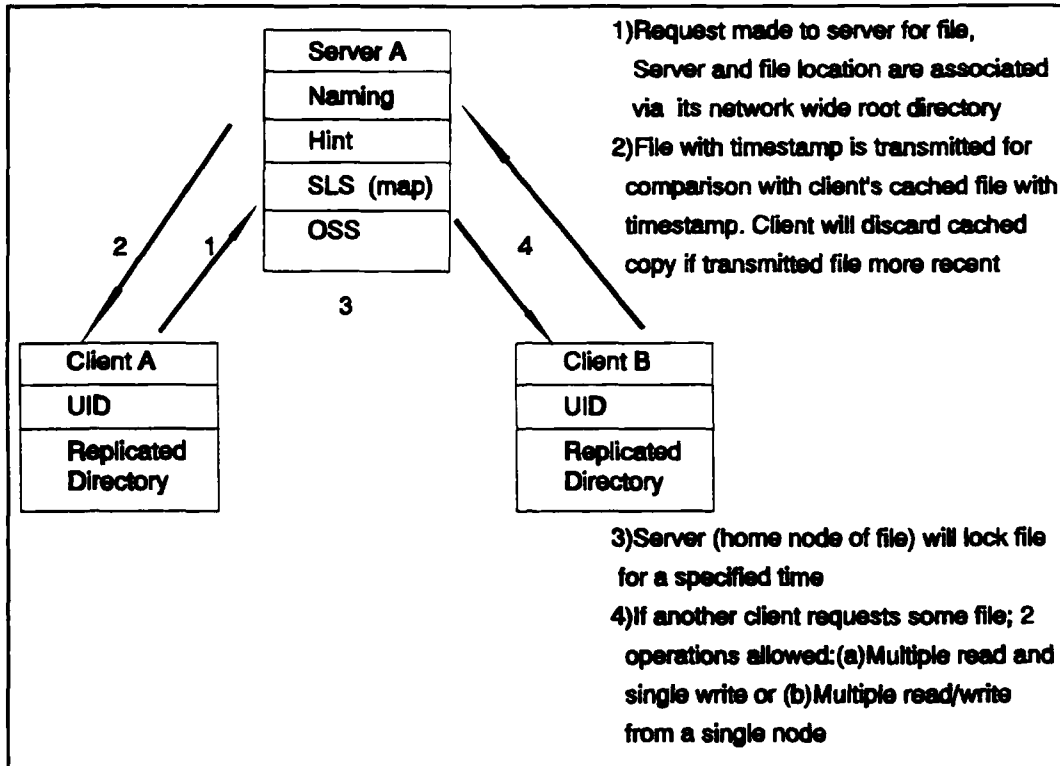 Server A
Naming
Hint
SLS (map)
OSS
2
1
4
3
Client A
UID
Replicated
Directory
Client B
UID
Replicated
Directory
1)Request made to server for file,
Server and file location are associated
via its network wide root directory
2)File with timestamp is transmitted for
comparison with client's cached file with
timestamp. Client will discard cached
copy if transmitted file more recent
3)Server (home node of file) will lock file
for a specified time
4)If another client requests some file; 2
operations allowed:(a)Multiple read and
single write or (b)Multiple read/write
from a single node